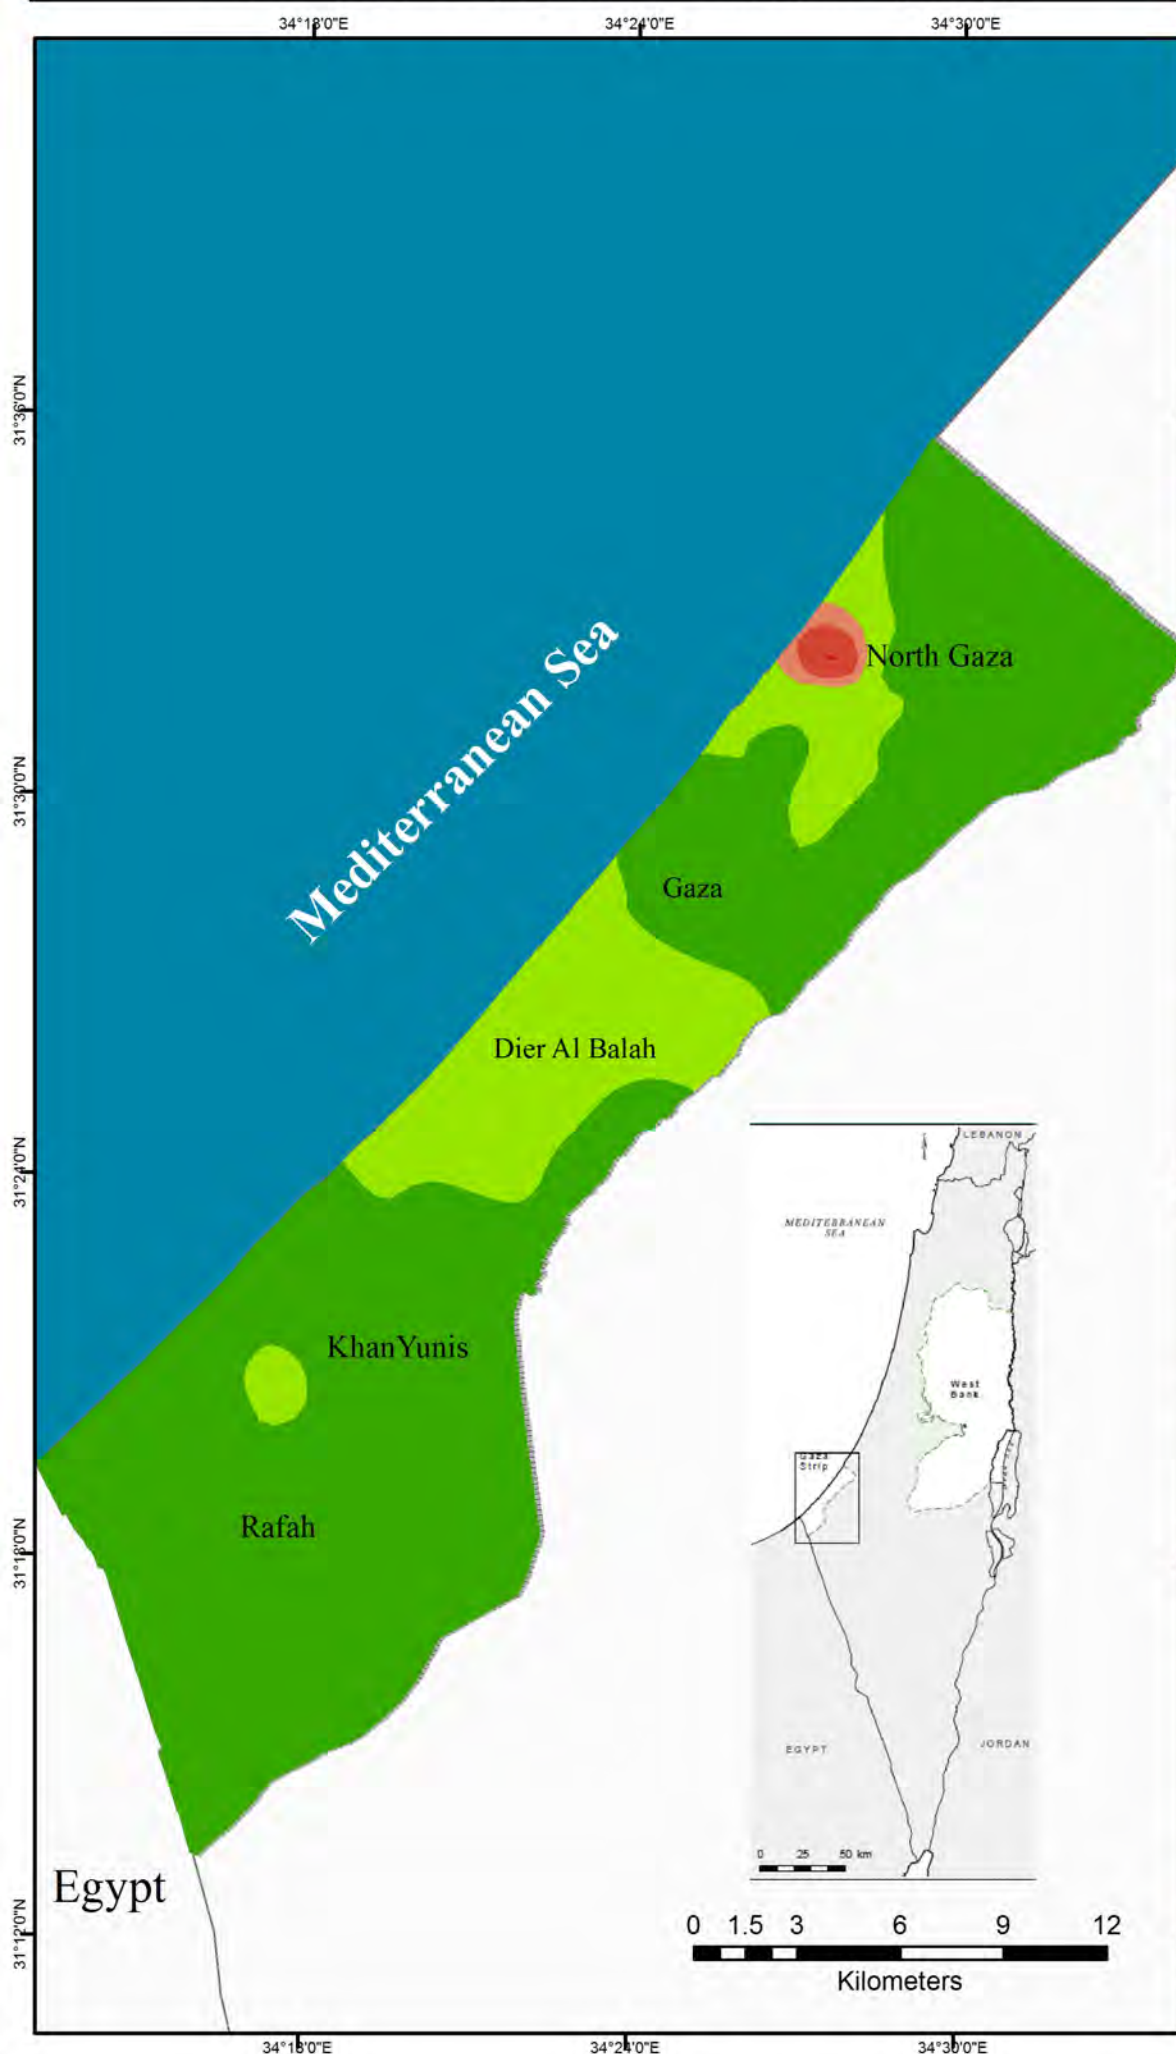 34°18'0"E 34°24'0"E 34°30'0"E
31°36'0"N
Mediterranean Sea
North Gaza
31°30'0"N
Gaza
Dier Al Balah
31°24'0"N
KhanYunis
Rafah
31°18'0"N
LEBANON
MEDITERRANEAN
SEA
West
Bank
Gaza
Strip
EGYPT
JORDAN
0 25 50 km
Egypt
31°12'0"N
0 1.5 3 6 9 12
Kilometers
34°18'0"E 34°24'0"E 34°30'0"E